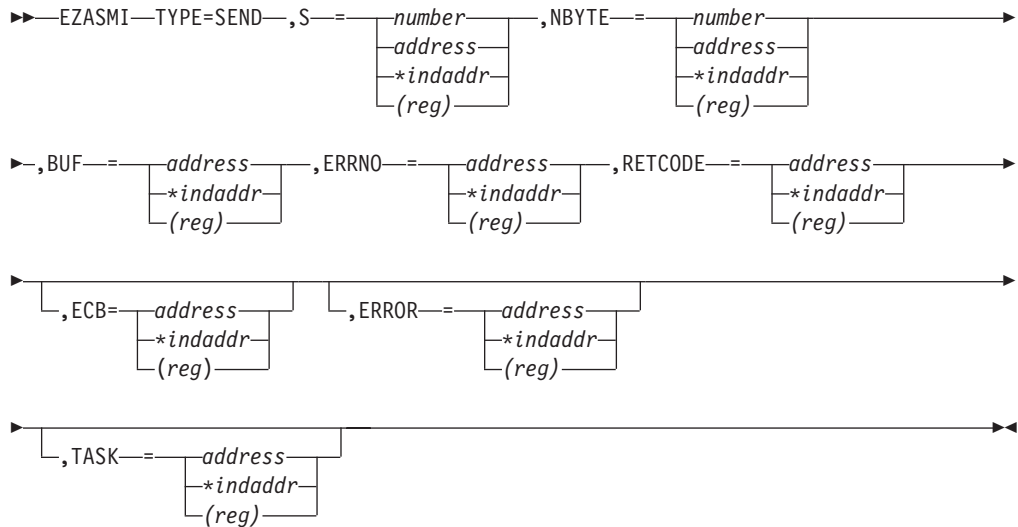 EZASMI TYPE=SEND ,S = number ,NBYTE = number
address address
*indaddr *indaddr
(reg) (reg)
,BUF = address ,ERRNO = address ,RETCODE = address
*indaddr *indaddr *indaddr
(reg) (reg) (reg)
,ECB= address ,ERROR = address
*indaddr *indaddr
(reg) (reg)
,TASK = address
*indaddr
(reg)